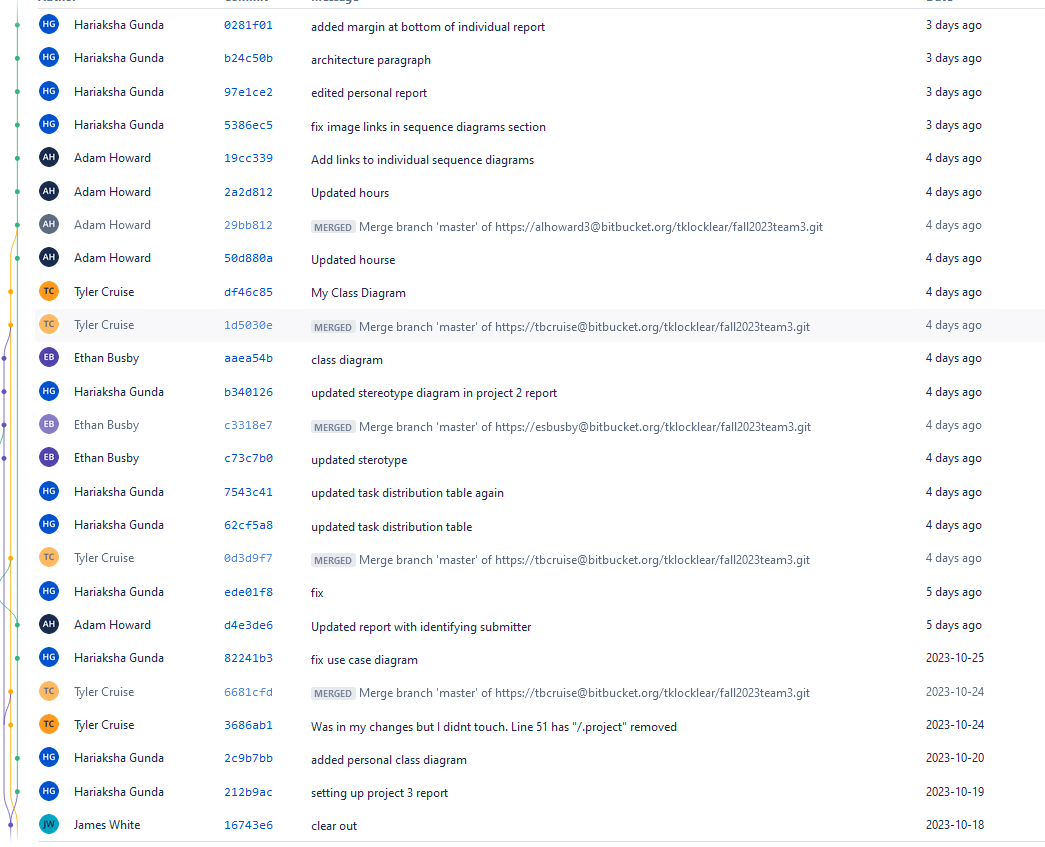 HG Hariaksha Gunda 0281f01 added margin at bottom of individual report 3 days ago
HG Hariaksha Gunda b24c50b architecture paragraph 3 days ago
HG Hariaksha Gunda 97e1ce2 edited personal report 3 days ago
HG Hariaksha Gunda 5386ec5 fix image links in sequence diagrams section 3 days ago
AH Adam Howard 19cc339 Add links to individual sequence diagrams 4 days ago
AH Adam Howard 2a2d812 Updated hours 4 days ago
AH Adam Howard 29bb812 MERGED Merge branch 'master' of https://alhoward3@bitbucket.org/tklocklear/fall2023team3.git 4 days ago
AH Adam Howard 50d880a Updated hourse 4 days ago
TC Tyler Cruise df46c85 My Class Diagram 4 days ago
TC Tyler Cruise 1d5030e MERGED Merge branch 'master' of https://tbcruise@bitbucket.org/tklocklear/fall2023team3.git 4 days ago
EB Ethan Busby aaea54b class diagram 4 days ago
HG Hariaksha Gunda b340126 updated stereotype diagram in project 2 report 4 days ago
EB Ethan Busby c3318e7 MERGED Merge branch 'master' of https://esbusby@bitbucket.org/tklocklear/fall2023team3.git 4 days ago
EB Ethan Busby c73c7b0 updated sterotype 4 days ago
HG Hariaksha Gunda 7543c41 updated task distribution table again 4 days ago
HG Hariaksha Gunda 62cf5a8 updated task distribution table 4 days ago
TC Tyler Cruise 0d3d9f7 MERGED Merge branch 'master' of https://tbcruise@bitbucket.org/tklocklear/fall2023team3.git 4 days ago
HG Hariaksha Gunda ede01f8 fix 5 days ago
AH Adam Howard d4e3de6 Updated report with identifying submitter 5 days ago
HG Hariaksha Gunda 82241b3 fix use case diagram 2023-10-25
TC Tyler Cruise 6681cfd MERGED Merge branch 'master' of https://tbcruise@bitbucket.org/tklocklear/fall2023team3.git 2023-10-24
TC Tyler Cruise 3686ab1 Was in my changes but I didnt touch. Line 51 has "/.project" removed 2023-10-24
HG Hariaksha Gunda 2c9b7bb added personal class diagram 2023-10-20
HG Hariaksha Gunda 212b9ac setting up project 3 report 2023-10-19
JW James White 16743e6 clear out 2023-10-18